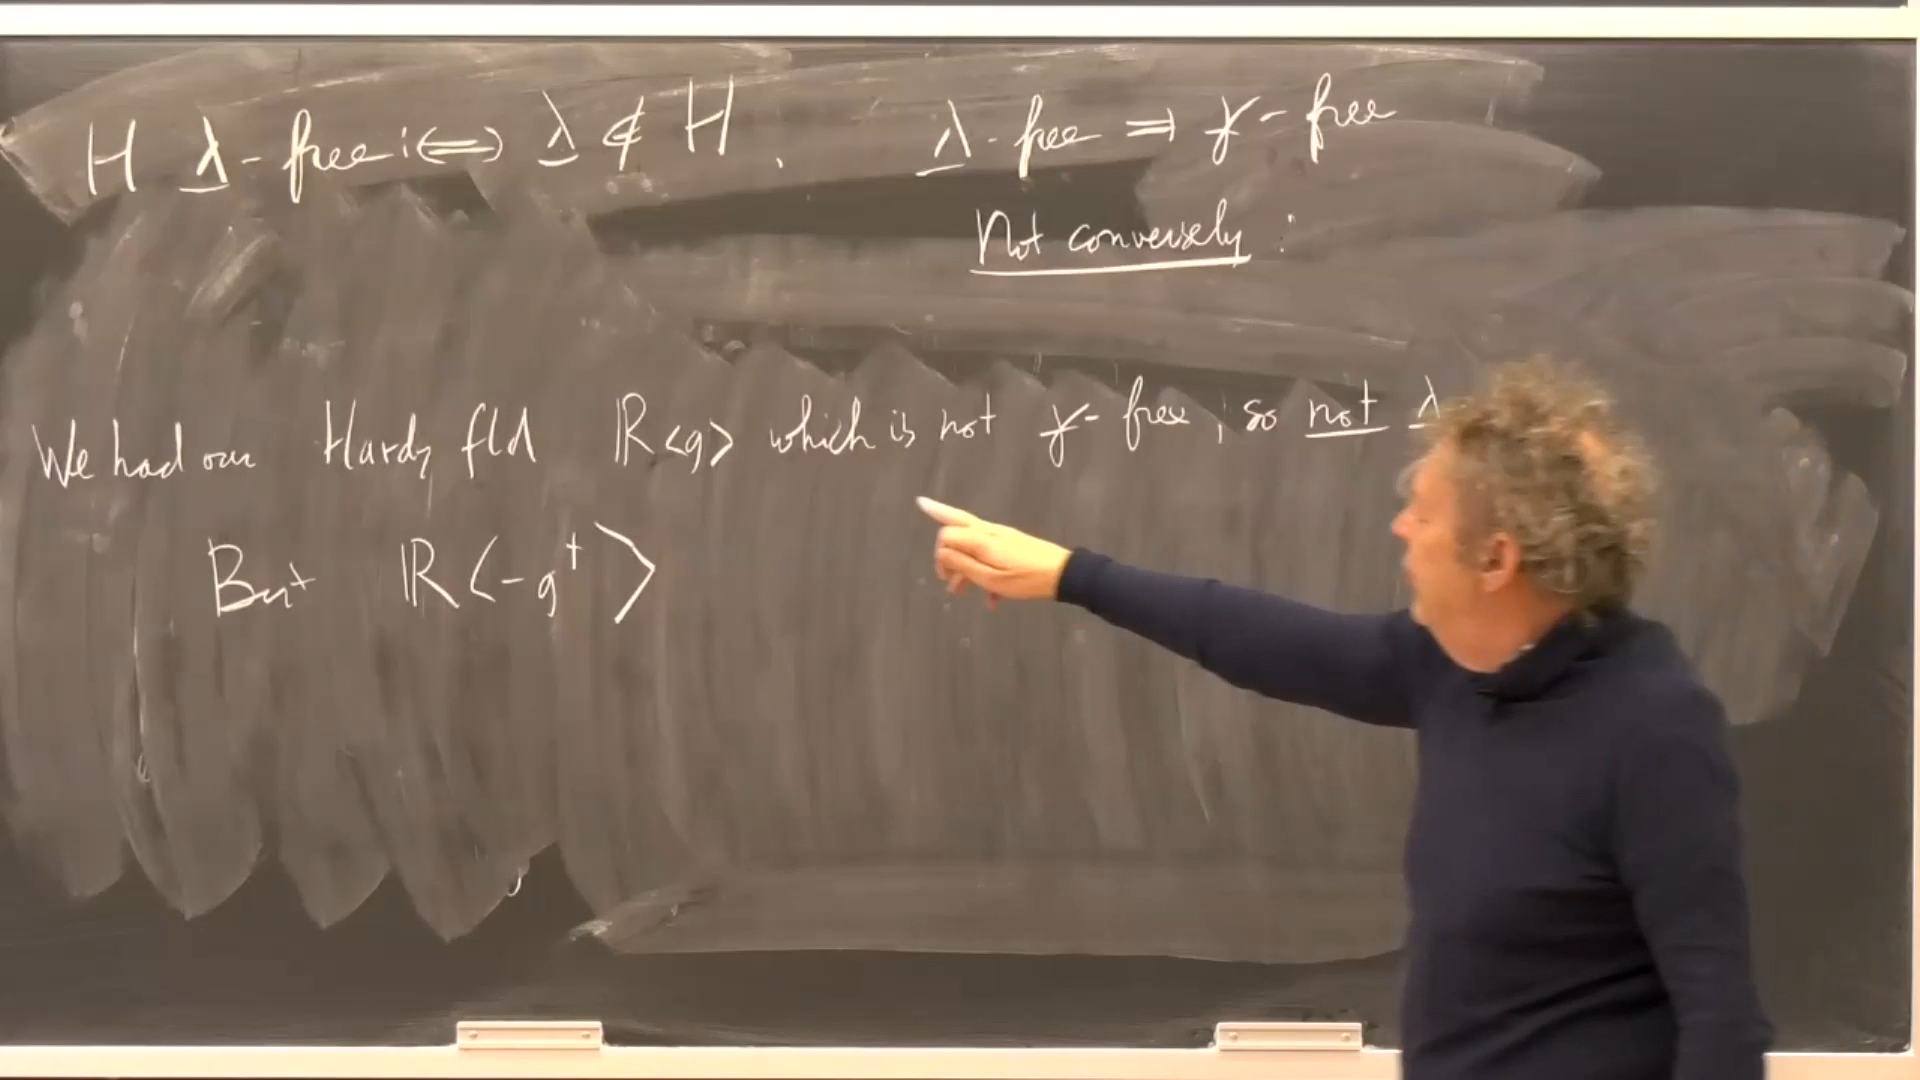 H λ-free :⇔ λ ∉ H. λ-free ⇒ γ-free
Not conversely:
We had our Hardy fld ℝ<g> which is not γ-free, so not λ
But ℝ⟨-g†⟩